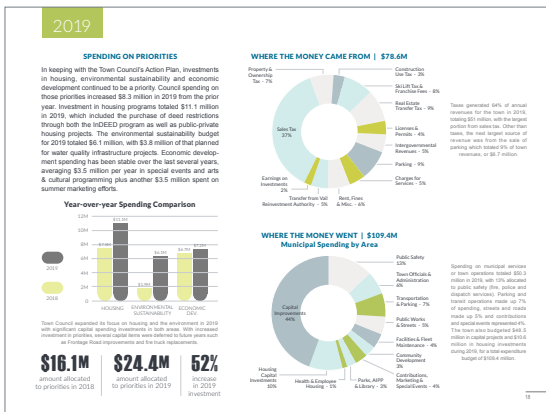 2019
SPENDING ON PRIORITIES
In keeping with the Town Council's Action Plan, investments
in housing, environmental sustainability and economic
development continued to be a priority. Council spending on
those priorities increased $8.3 million in 2019 from the prior
year. Investment in housing programs totaled $11.1 million
in 2019, which included the purchase of deed restrictions
through both the InDEED program as well as public-private
housing projects. The environmental sustainability budget
for 2019 totaled $6.1 million, with $3.8 million of that planned
for water quality infrastructure projects. Economic develop-
ment spending has been stable over the last several years,
averaging $3.5 million per year in special events and arts
& cultural programming plus another $3.5 million spent on
summer marketing efforts.
Year-over-year Spending Comparison
12M
10M
8M
6M
4M
2M
0
2019
2018
HOUSING
ENVIRONMENTAL
SUSTAINABILITY
ECONOMIC
DEV.
Town Council expanded its focus on housing and the environment in 2019
with significant capital spending investments in both areas. With increased
investment in priorities, several capital items were deferred to future years such
as Frontage Road improvements and fire truck replacements.
$16.1M
amount allocated
to priorities in 2018
$24.4M
amount allocated
to priorities in 2019
52%
increase
in 2019
investment
WHERE THE MONEY CAME FROM | $78.6M
Property &
Ownership
Tax - 7%
Construction
Use Tax - 3%
Ski Lift Tax &
Franchise Fees - 8%
Real Estate
Transfer Tax - 9%
Licenses &
Permits - 4%
Intergovernmental
Revenues - 5%
Parking - 9%
Charges for
Services - 5%
Rent, Fines
& Misc. - 6%
Transfer from Vail
Reinvestment Authority - 5%
Earnings on
Investments
2%
Sales Tax
37%
Taxes generated 64% of annual
revenues for the town in 2019,
totaling $51 million, with the largest
portion from sales tax. Other than
taxes, the next largest source of
revenue was from the sales of
parking which totaled 9% of town
revenues, or $6.7 million.
WHERE THE MONEY WENT | $109.4M
Municipal Spending by Area
Public Safety
13%
Town Officials &
Administration
6%
Transportation
& Parking - 7%
Public Works
& Streets - 5%
Facilities & Fleet
Maintenance - 4%
Community
Development
3%
Contributions,
Marketing &
Special Events - 4%
Parks, AIPP
& Library - 3%
Health & Employee
Housing - 1%
Housing
Capital
Investments
10%
Capital
Improvements
44%
Spending on municipal services
or town operations totaled $50.3
million in 2019, with 13% allocated
to public safety (fire, police and
dispatch services). Parking and
transit operations made up 7%
of spending, streets and roads
made up 5% and contributions
and special events represented 4%.
The town also budgeted $48.5
million in capital projects and $10.6
million in housing investments
during 2019, for a total expenditure
budget of $109.4 million.